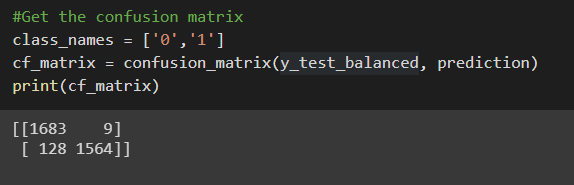 #Get the confusion matrix
class_names = ['0','1']
cf_matrix = confusion_matrix(y_test_balanced, prediction)
print(cf_matrix)
[[1683    9]
 [ 128 1564]]